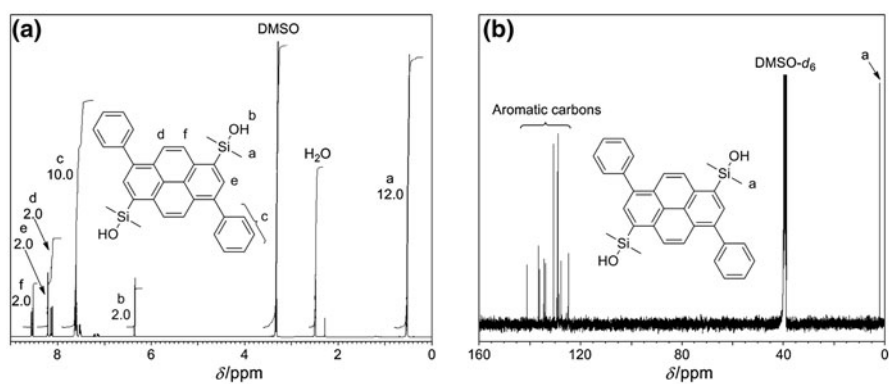 (a)
DMSO
b
OH
d f
Si
a
c
10.0
e
H₂O
a
12.0
d
2.0
e
2.0
Si
HO
c
f
2.0
b
2.0
8 6 4 2 0
δ/ppm
(b)
DMSO-d₆
a
Aromatic carbons
OH
Si
a
Si
HO
160 120 80 40 0
δ/ppm